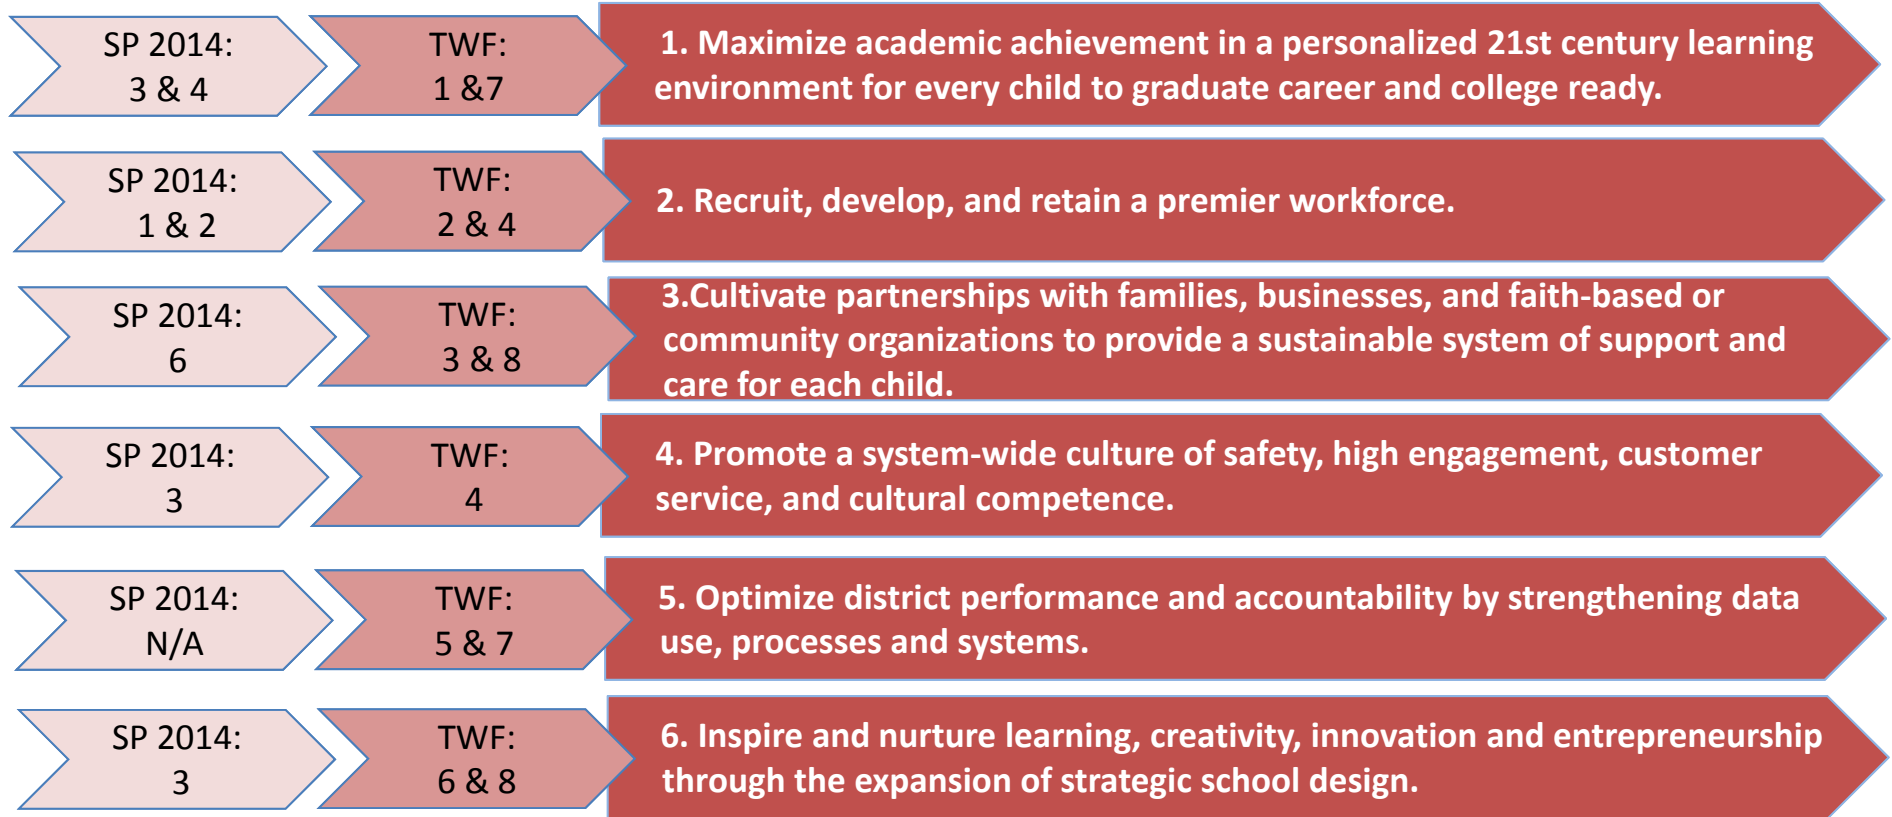 SP 2014:
3 & 4
TWF:
1 &7
1. Maximize academic achievement in a personalized 21st century learning
environment for every child to graduate career and college ready.
SP 2014:
1 & 2
TWF:
2 & 4
2. Recruit, develop, and retain a premier workforce.
SP 2014:
6
TWF:
3 & 8
3.Cultivate partnerships with families, businesses, and faith-based or
community organizations to provide a sustainable system of support and
care for each child.
SP 2014:
3
TWF:
4
4. Promote a system-wide culture of safety, high engagement, customer
service, and cultural competence.
SP 2014:
N/A
TWF:
5 & 7
5. Optimize district performance and accountability by strengthening data
use, processes and systems.
SP 2014:
3
TWF:
6 & 8
6. Inspire and nurture learning, creativity, innovation and entrepreneurship
through the expansion of strategic school design.